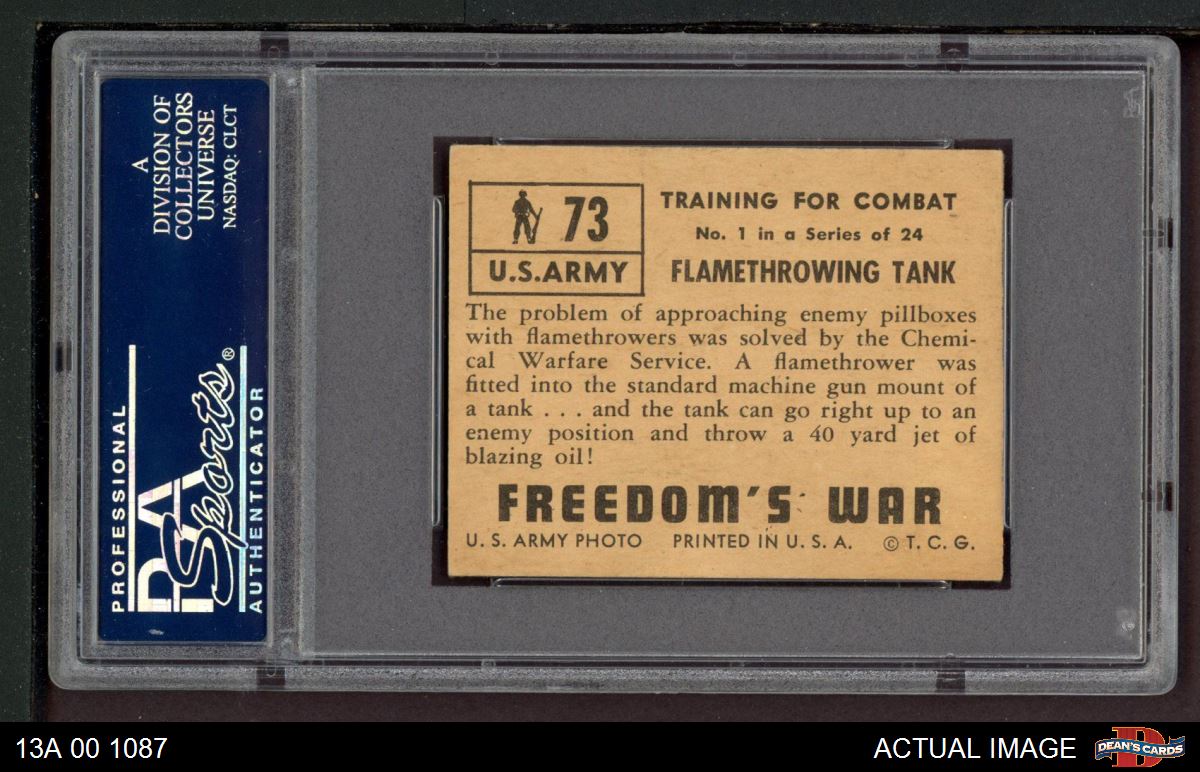 A
DIVISION OF
COLLECTORS
UNIVERSE
NASDAQ: CLCT
PROFESSIONAL
PSA
Sports®
AUTHENTICATOR
73
U.S. ARMY
TRAINING FOR COMBAT
No. 1 in a Series of 24
FLAMETHROWING TANK
The problem of approaching enemy pillboxes
with flamethrowers was solved by the Chemi-
cal Warfare Service. A flamethrower was
fitted into the standard machine gun mount of
a tank . . . and the tank can go right up to an
enemy position and throw a 40 yard jet of
blazing oil!
FREEDOM'S WAR
U. S. ARMY PHOTO PRINTED IN U. S. A. © T. C. G.
13A 00 1087
ACTUAL IMAGE
D
DEAN'S CARDS